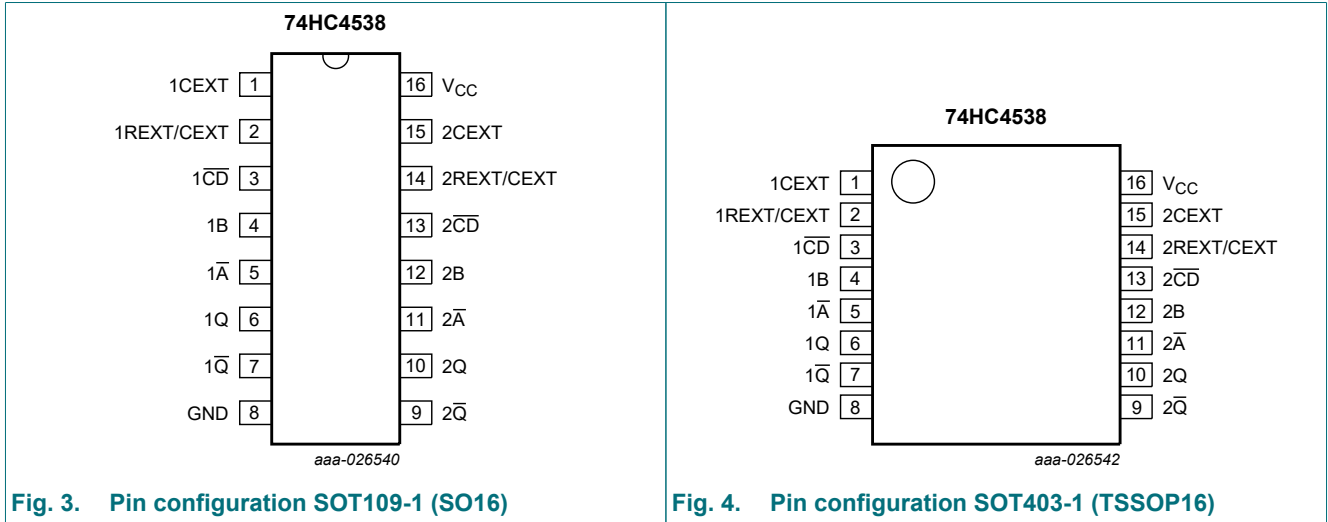 74HC4538
1CEXT 1 16 VCC
1REXT/CEXT 2 15 2CEXT
1C̅D̅ 3 14 2REXT/CEXT
1B 4 13 2C̅D̅
1A̅ 5 12 2B
1Q 6 11 2A̅
1Q̅ 7 10 2Q
GND 8 9 2Q̅
aaa-026540
Fig. 3. Pin configuration SOT109-1 (SO16)
74HC4538
1CEXT 1 16 VCC
1REXT/CEXT 2 15 2CEXT
1C̅D̅ 3 14 2REXT/CEXT
1B 4 13 2C̅D̅
1A̅ 5 12 2B
1Q 6 11 2A̅
1Q̅ 7 10 2Q
GND 8 9 2Q̅
aaa-026542
Fig. 4. Pin configuration SOT403-1 (TSSOP16)